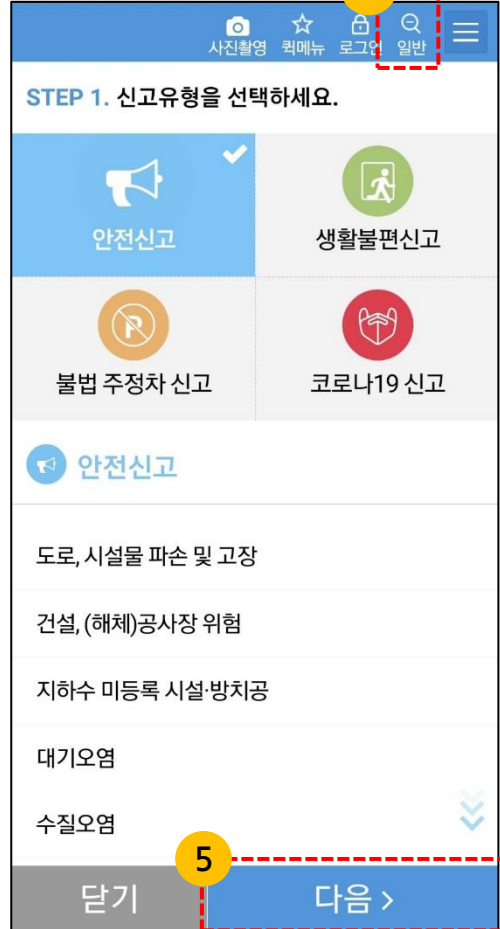 사진촬영 퀵메뉴 로그인 일반
STEP 1. 신고유형을 선택하세요.
안전신고 생활불편신고
불법 주정차 신고 코로나19 신고
안전신고
도로, 시설물 파손 및 고장
건설, (해체)공사장 위험
지하수 미등록 시설·방치공
대기오염
수질오염
5
닫기 다음 >